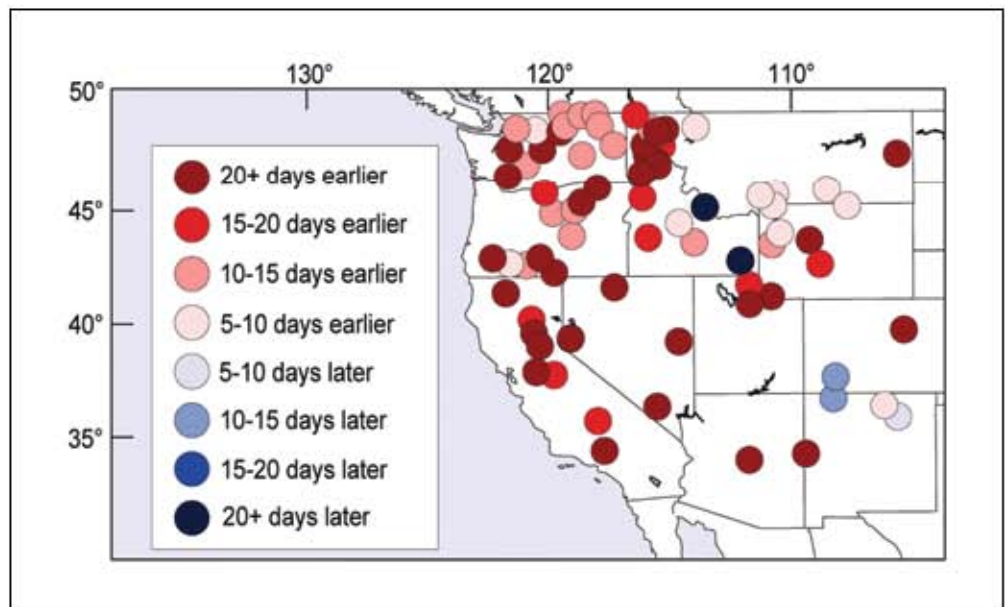 130° 120° 110°
50°
45°
40°
35°
20+ days earlier
15-20 days earlier
10-15 days earlier
5-10 days earlier
5-10 days later
10-15 days later
15-20 days later
20+ days later